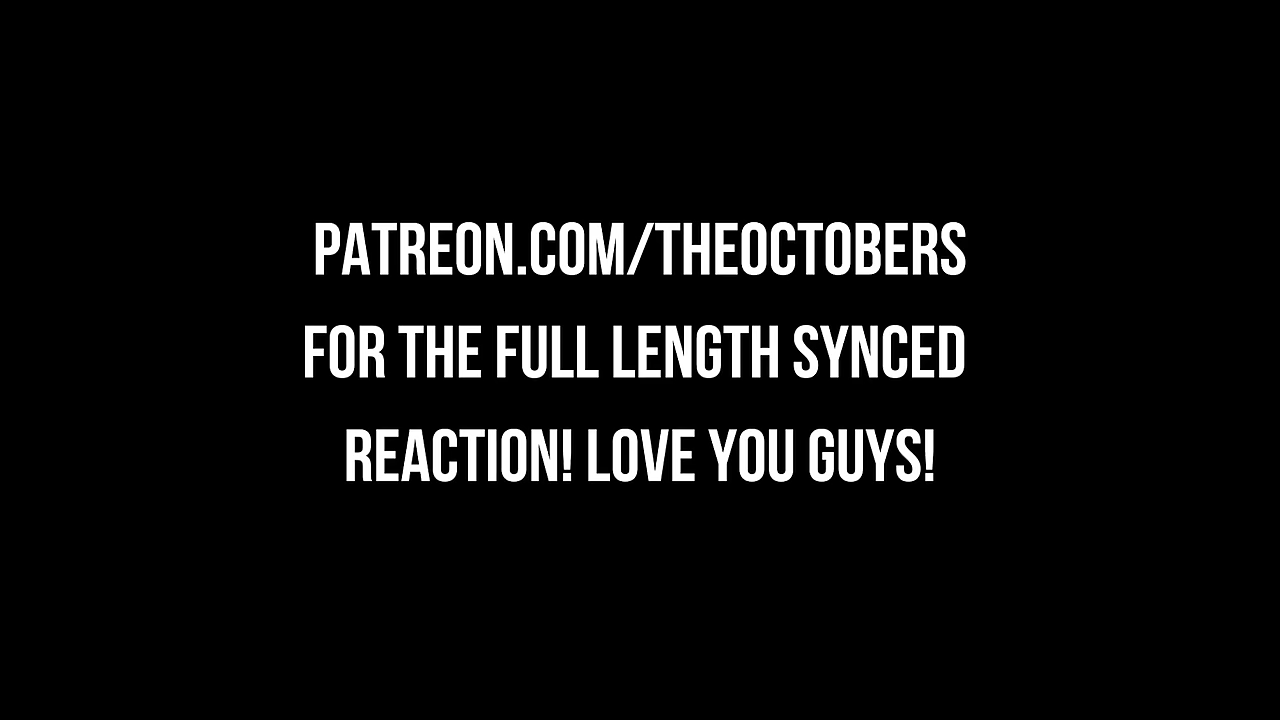 PATREON.COM/THEOCTOBERS
FOR THE FULL LENGTH SYNCED
REACTION! LOVE YOU GUYS!